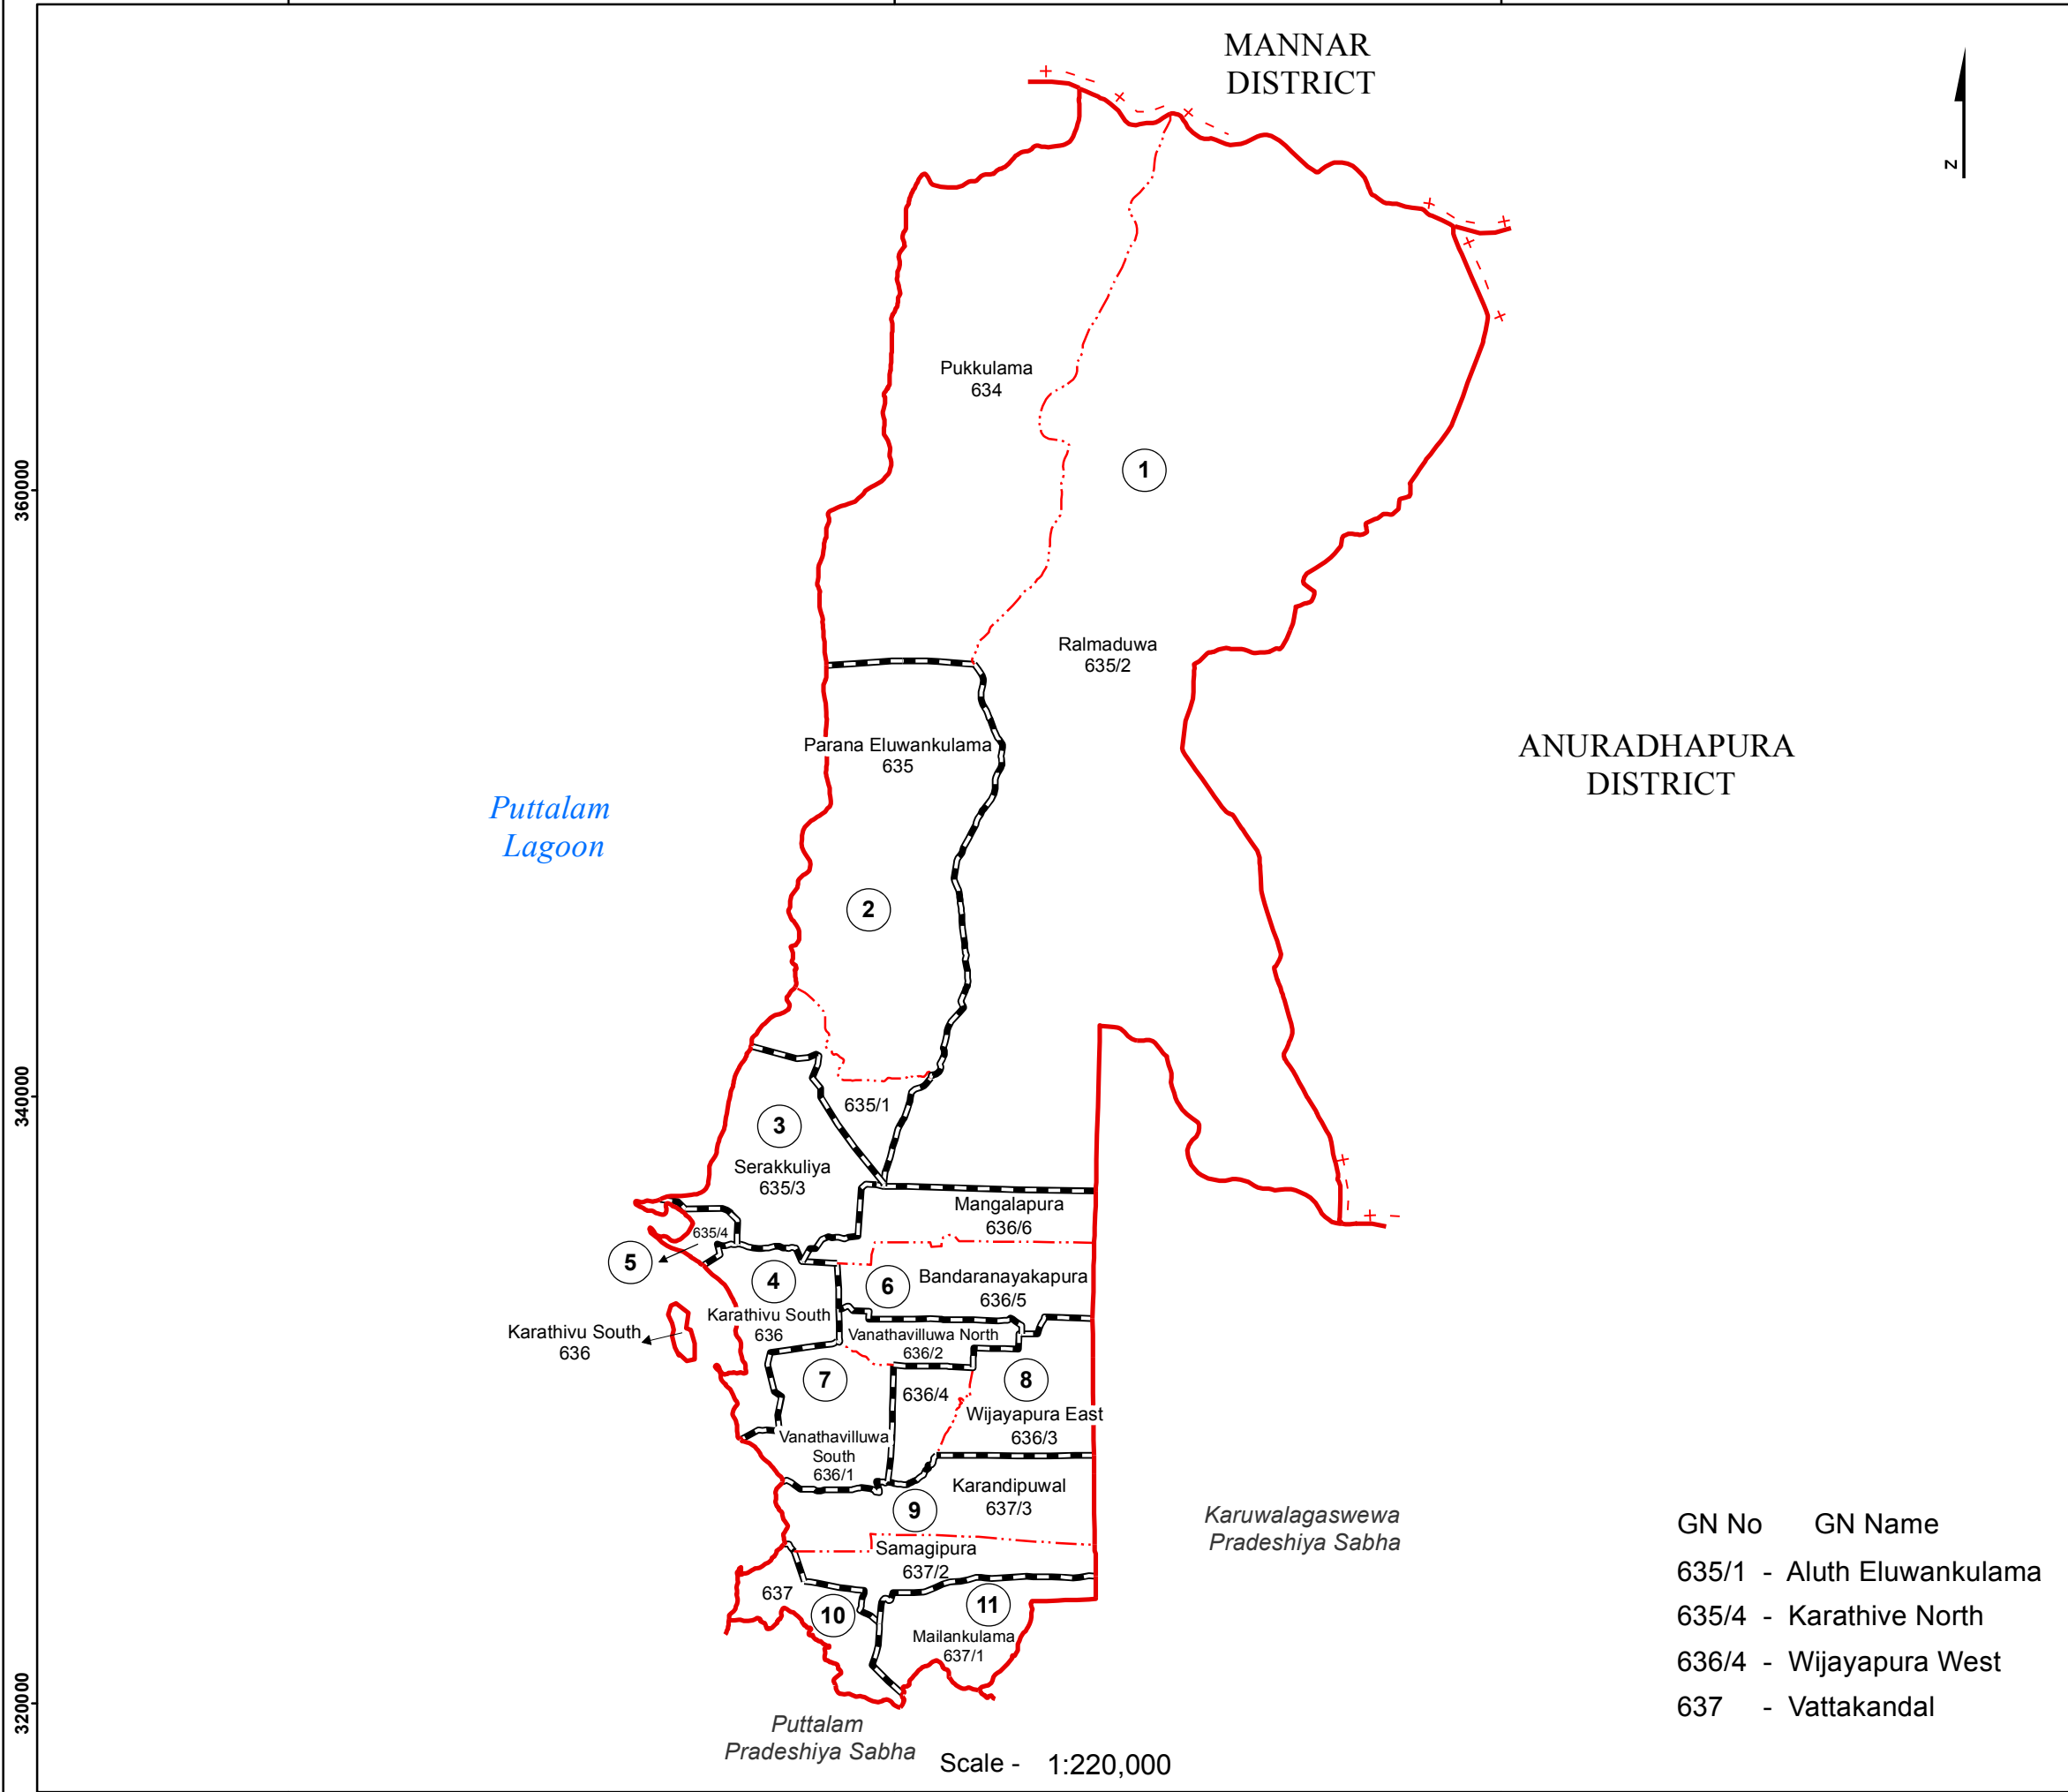 MANNAR
DISTRICT
N
Pukkulama
634
360000
1
Ralmaduwa
635/2
Parana Eluwankulama
635
ANURADHAPURA
DISTRICT
Puttalam
Lagoon
2
340000
635/1
3
Serakkuliya
635/3
Mangalapura
636/6
635/4
5
4
6
Bandaranayakapura
636/5
Karathivu South
636
Karathivu South
636
Vanathavilluwa North
636/2
7
636/4
8
Wijayapura East
636/3
Vanathavilluwa
South
636/1
Karandipuwal
637/3
9
Karuwalagaswewa
Pradeshiya Sabha
Samagipura
637/2
637
10
11
Mailankulama
637/1
320000
Puttalam
Pradeshiya Sabha
Scale - 1:220,000
GN No GN Name
635/1 - Aluth Eluwankulama
635/4 - Karathive North
636/4 - Wijayapura West
637 - Vattakandal